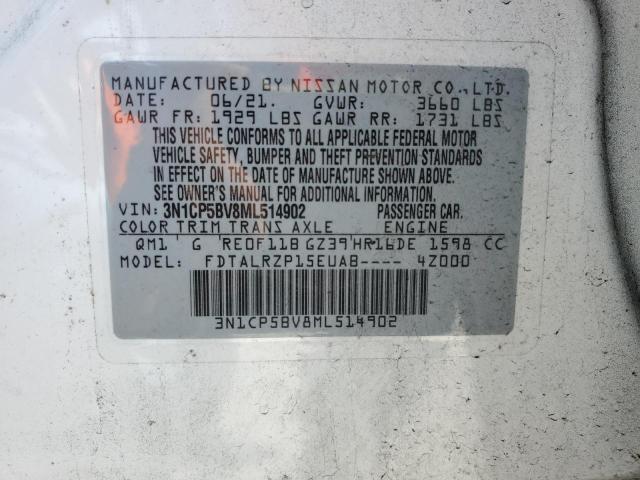 MANUFACTURED BY NISSAN MOTOR CO., LTD.
DATE: 06/21. GVWR: 3660 LBS
GAWR FR: 1929 LBS GAWR RR: 1731 LBS
THIS VEHICLE CONFORMS TO ALL APPLICABLE FEDERAL MOTOR
VEHICLE SAFETY, BUMPER AND THEFT PREVENTION STANDARDS
IN EFFECT ON THE DATE OF MANUFACTURE SHOWN ABOVE.
SEE OWNER'S MANUAL FOR ADDITIONAL INFORMATION.
VIN: 3N1CP5BV8ML514902 PASSENGER CAR.
COLOR TRIM TRANS AXLE ENGINE
QM1 G RE0F11B GZ39 HR16DE 1598 CC
MODEL: FDTALRZP15EUAB---- 4Z000
3N1CP5BV8ML514902